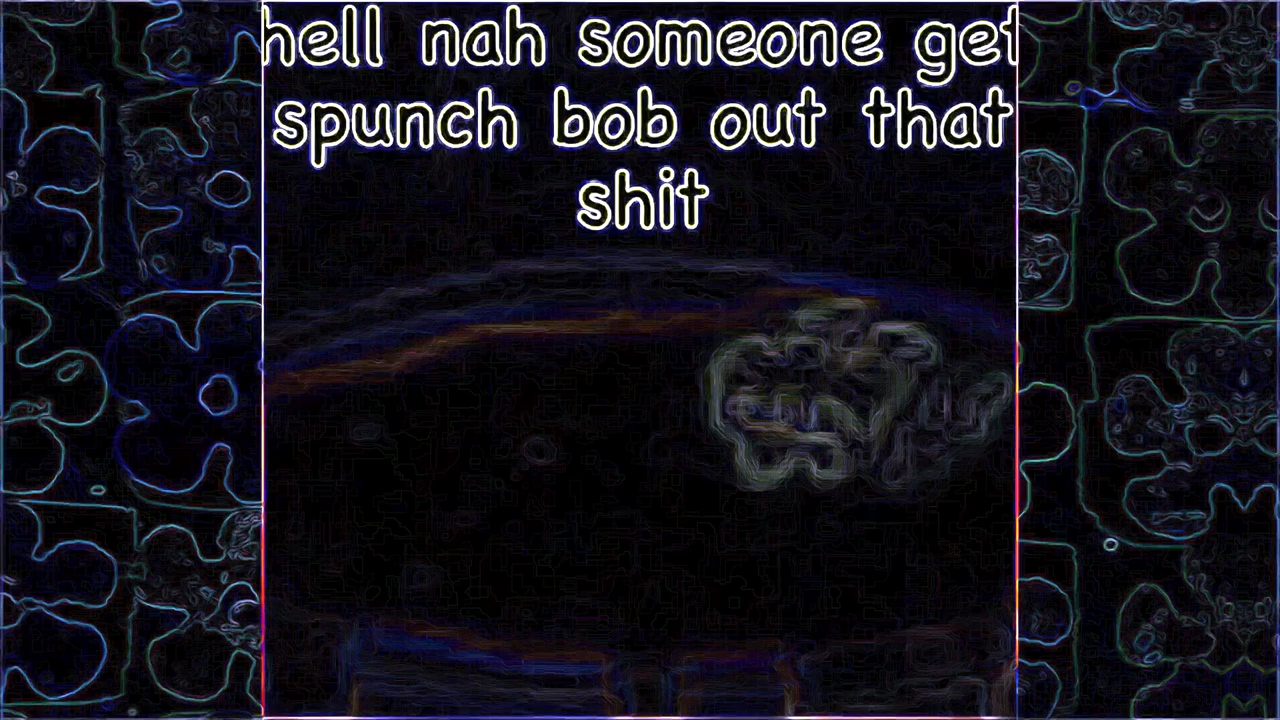 hell nah someone get
spunch bob out that
shit